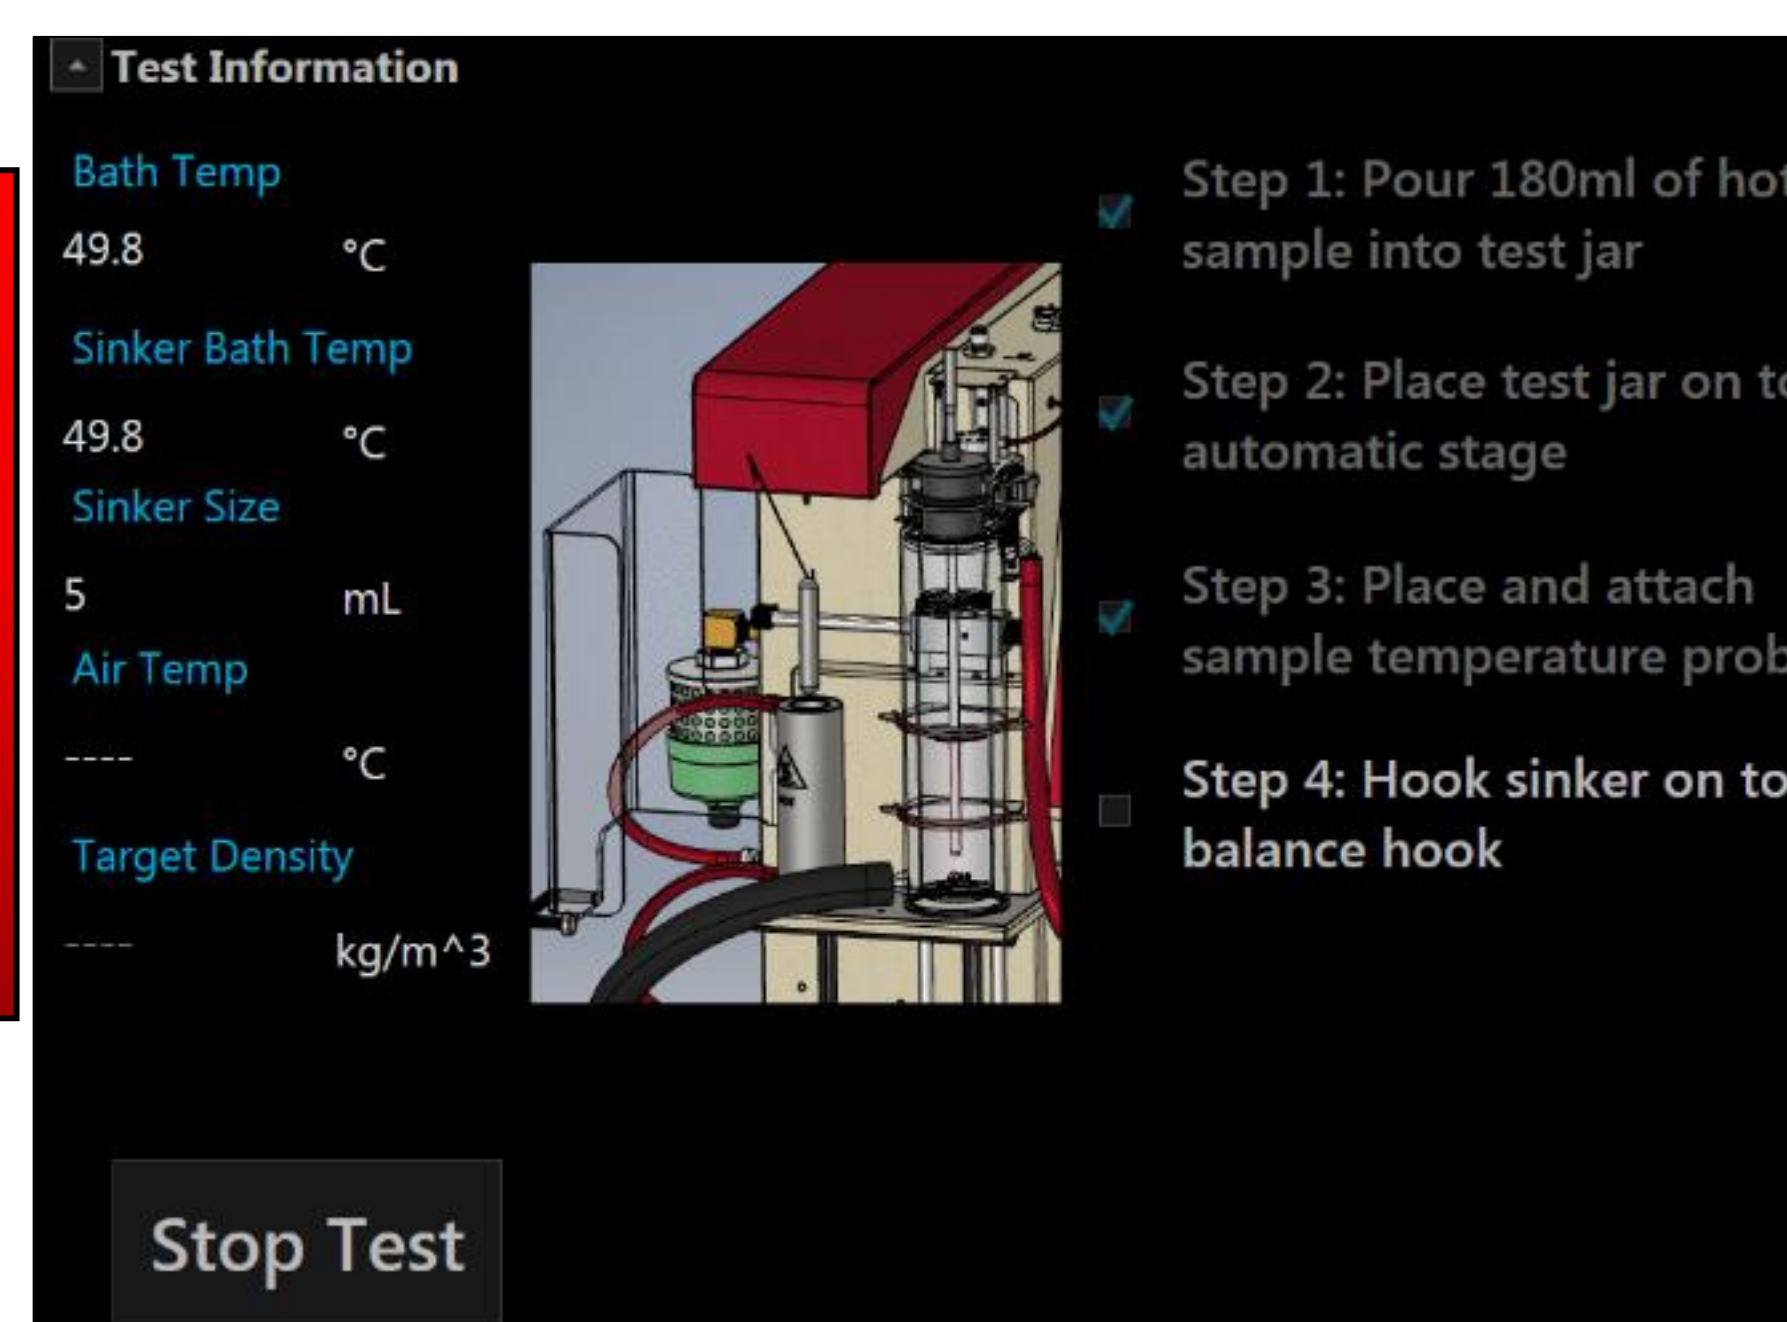 Test Information
Bath Temp
49.8 °C
Sinker Bath Temp
49.8 °C
Sinker Size
5 mL
Air Temp
---- °C
Target Density
---- kg/m^3
Step 1: Pour 180ml of hot
sample into test jar
Step 2: Place test jar on to
automatic stage
Step 3: Place and attach
sample temperature prob
Step 4: Hook sinker on to
balance hook
Stop Test